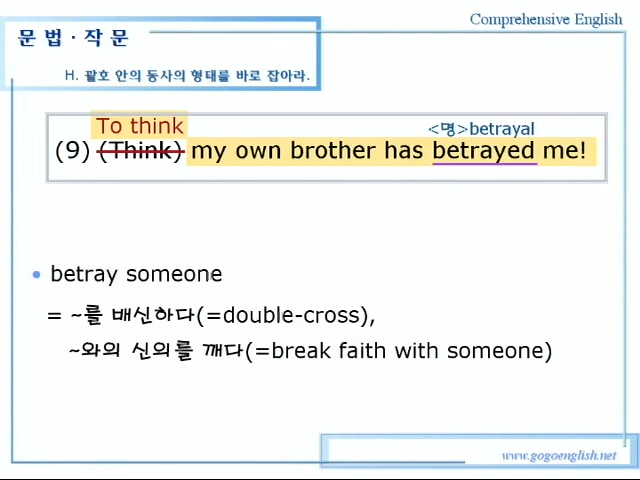 Comprehensive English
문 법 · 작 문
H. 괄호 안의 동사의 형태를 바로 잡아라.
To think
<명>betrayal
(9) (Think) my own brother has betrayed me!
• betray someone
= ~를 배신하다(=double-cross),
~와의 신의를 깨다(=break faith with someone)
www.gogoenglish.net